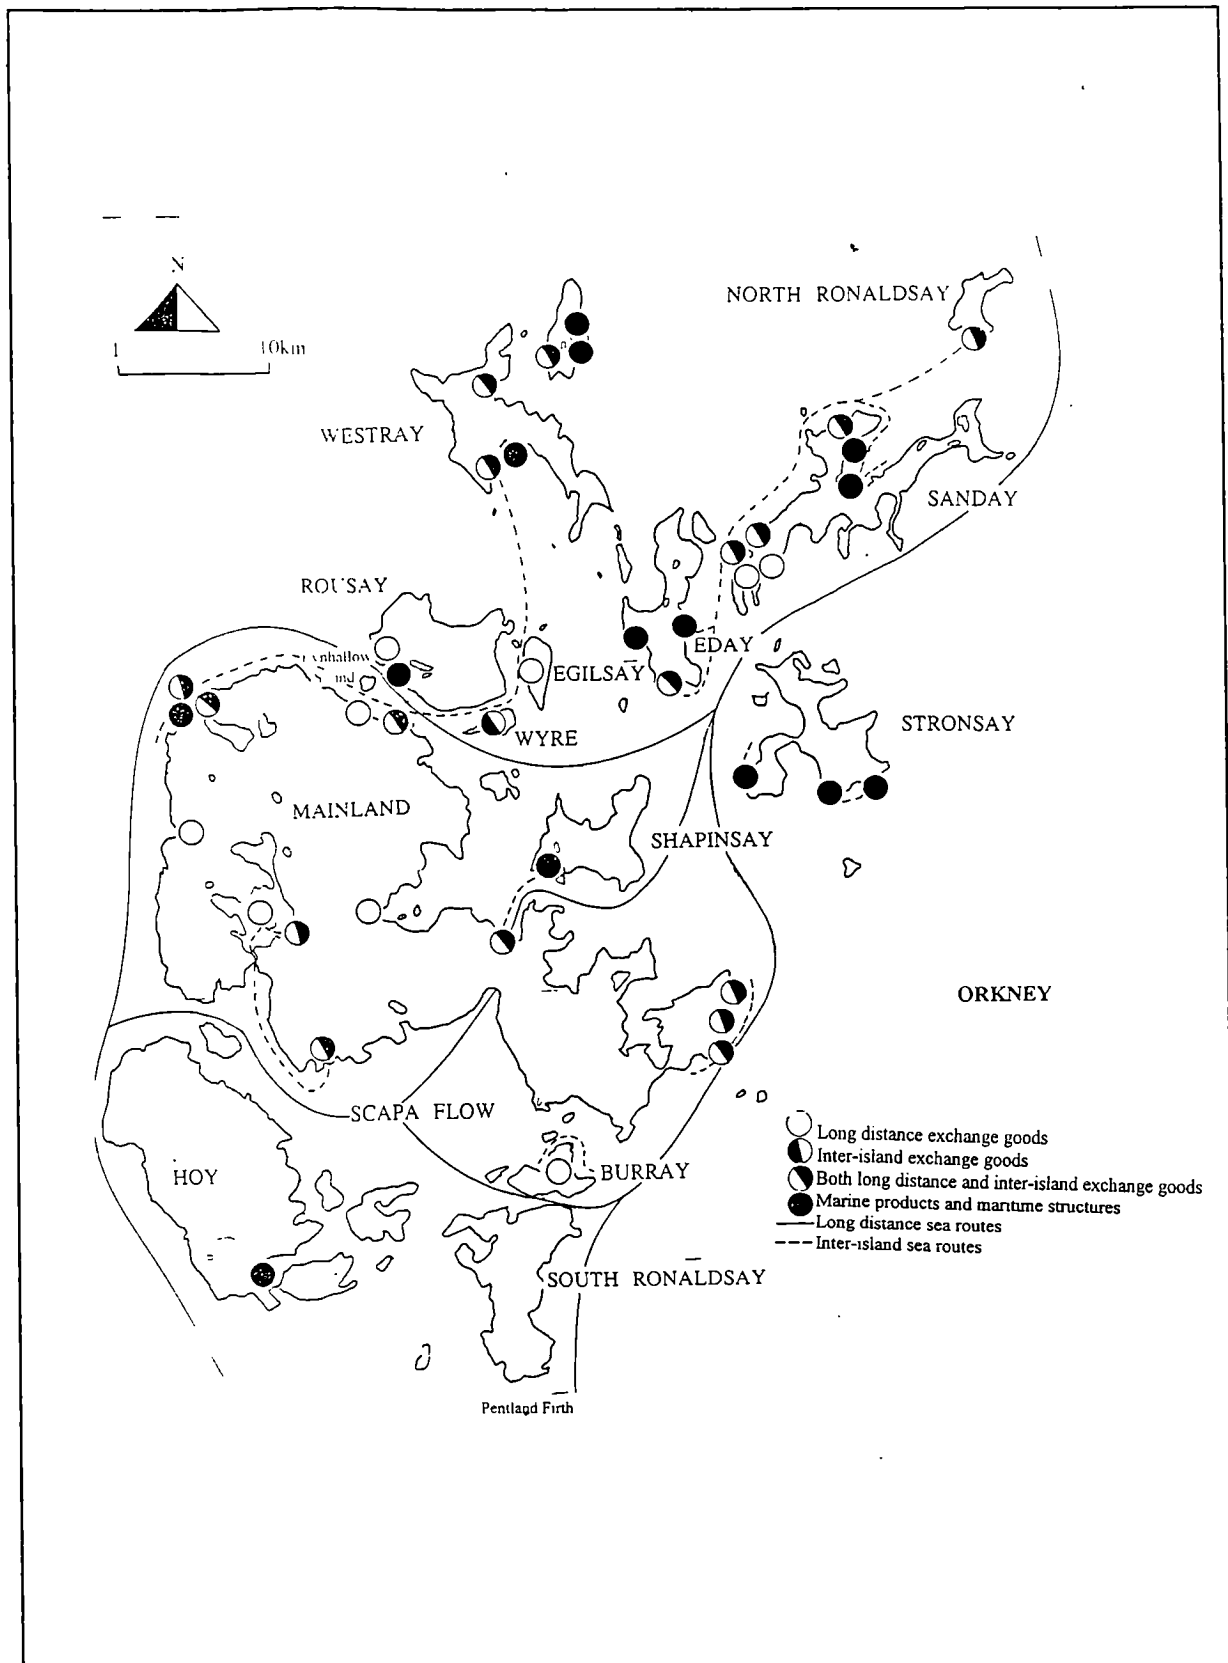 N
1 10km
NORTH RONALDSAY
WESTRAY
SANDAY
ROUSAY
EDAY
EGILSAY
STRONSAY
WYRE
MAINLAND
SHAPINSAY
ORKNEY
SCAPA FLOW
HOY
BURRAY
SOUTH RONALDSAY
Pentland Firth
Long distance exchange goods
Inter-island exchange goods
Both long distance and inter-island exchange goods
Marine products and maritime structures
Long distance sea routes
Inter-island sea routes